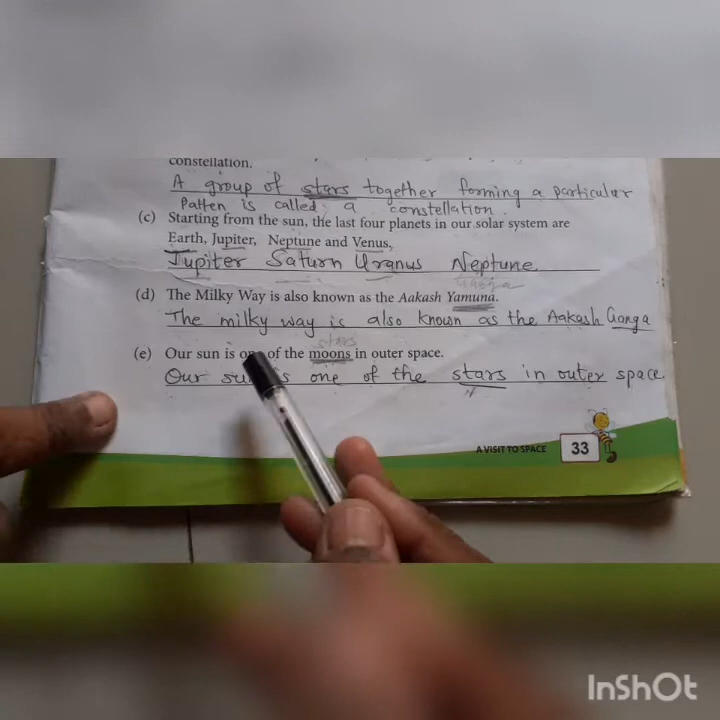 constellation.
A group of stars together forming a particular
Patten is called a constellation.
(c) Starting from the sun, the last four planets in our solar system are
Earth, Jupiter, Neptune and Venus,
Jupiter Saturn Uranus Neptune
Ganga
(d) The Milky Way is also known as the Aakash Yamuna.
The milky way is also known as the Aakash Ganga
stars
(e) Our sun is one of the moons in outer space.
Our sun is one of the stars in outer space.
A VISIT TO SPACE 33
InShOt